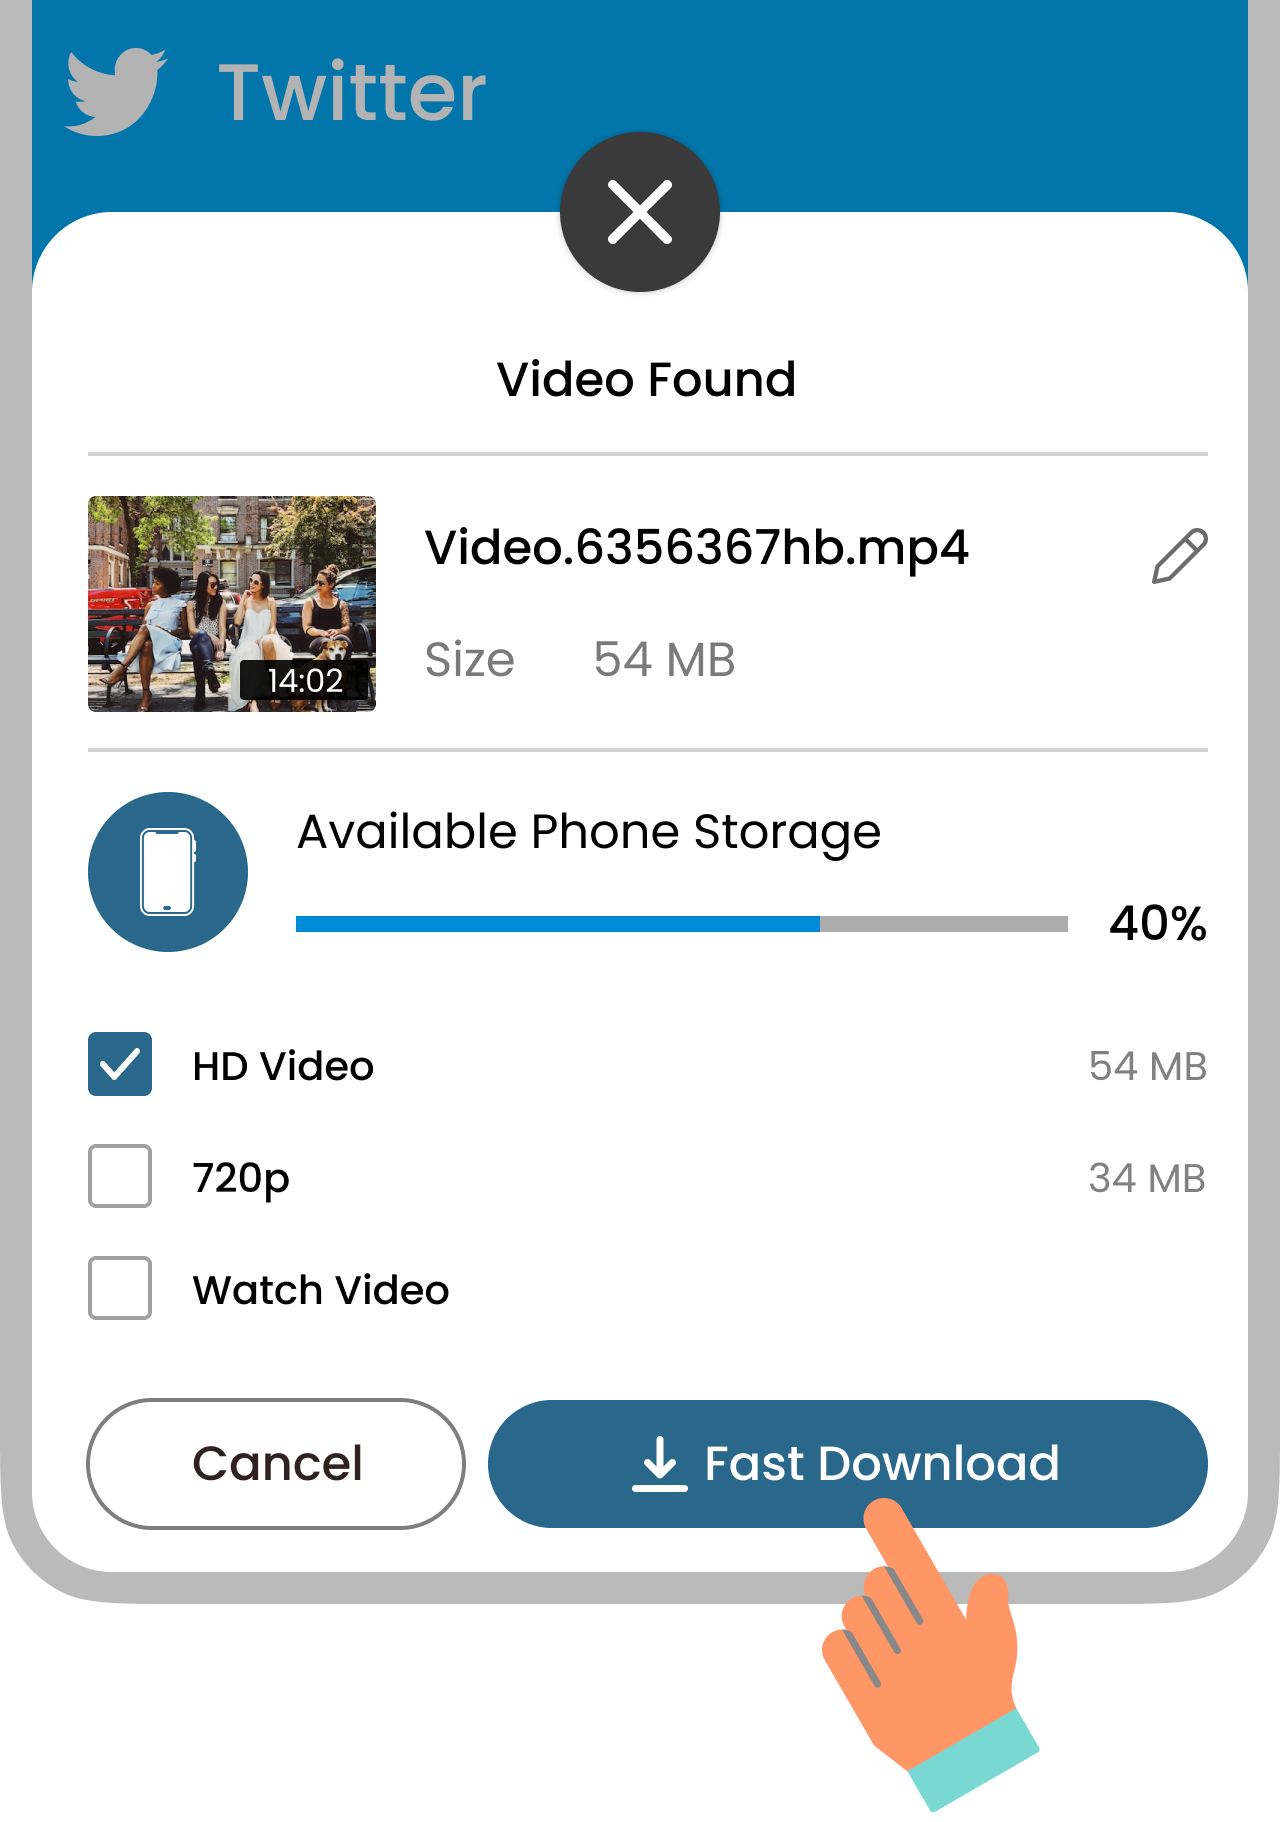 Twitter
Video Found
Video.6356367hb.mp4
Size 54 MB
14:02
Available Phone Storage
40%
HD Video 54 MB
720p 34 MB
Watch Video
Cancel Fast Download